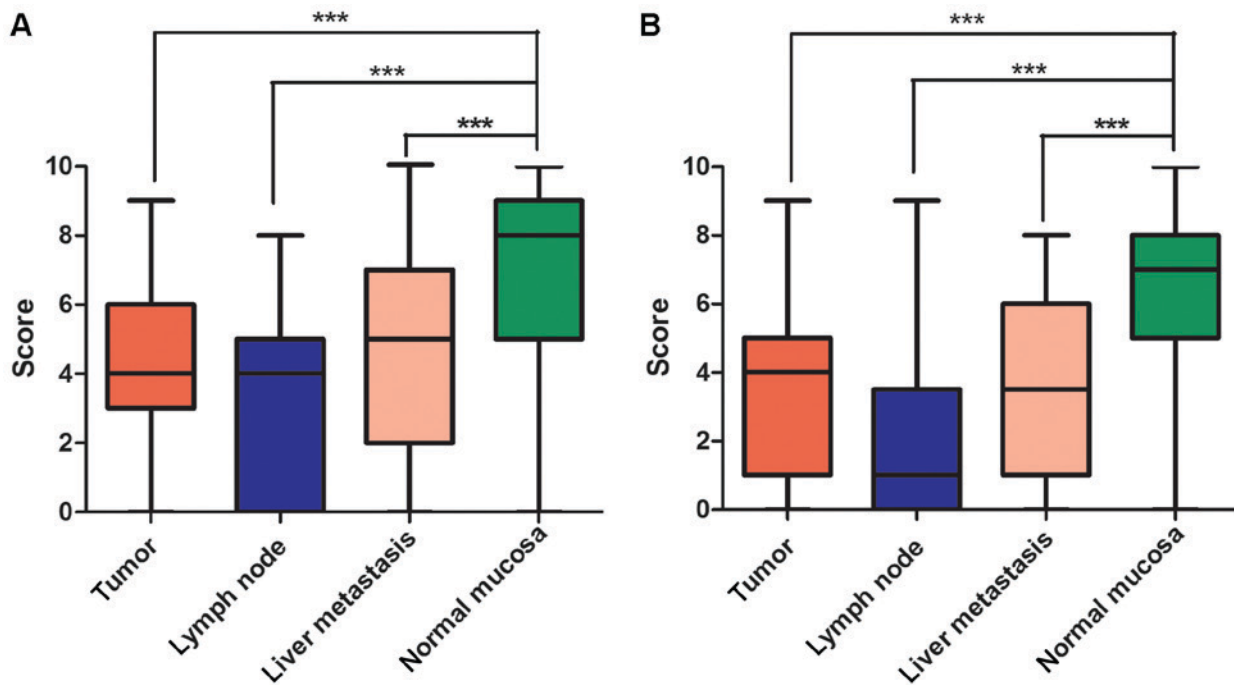 A
***
***
***
10
8
6
4
2
0
Score
Tumor
Lymph node
Liver metastasis
Normal mucosa
B
***
***
***
10
8
6
4
2
0
Score
Tumor
Lymph node
Liver metastasis
Normal mucosa